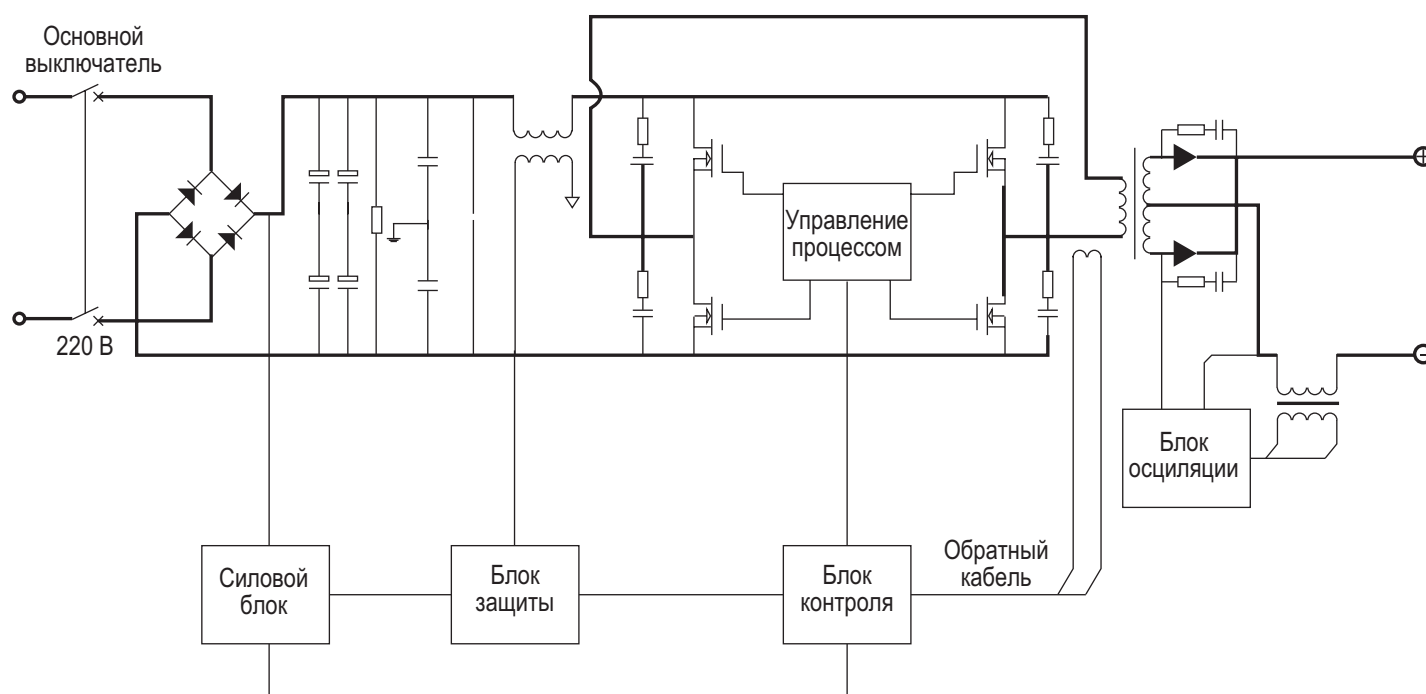 Основной
выключатель
220 В
Управление
процессом
Блок
осциляции
Силовой
блок
Блок
защиты
Блок
контроля
Обратный
кабель